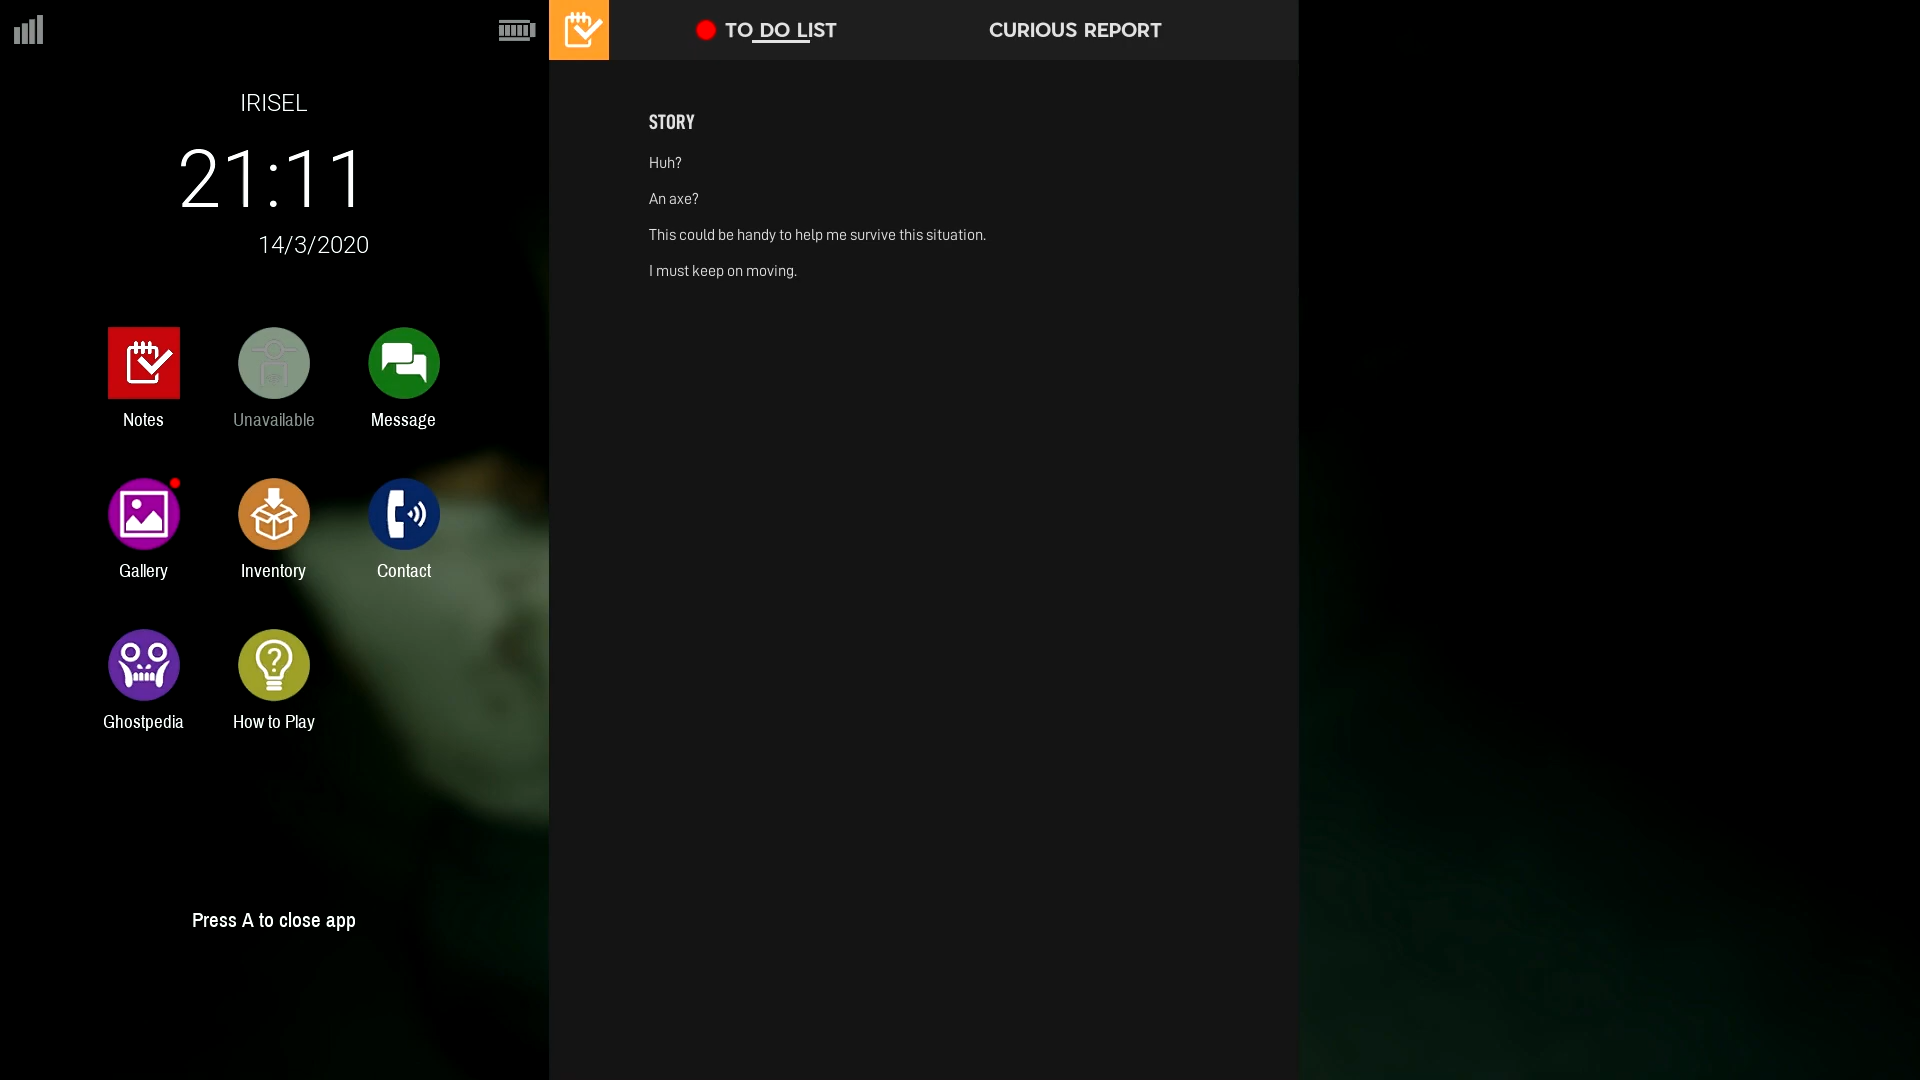 IRISEL
21:11
14/3/2020
Notes
Unavailable
Message
Gallery
Inventory
Contact
Ghostpedia
How to Play
Press A to close app
TO DO LIST
CURIOUS REPORT
STORY
Huh?
An axe?
This could be handy to help me survive this situation.
I must keep on moving.